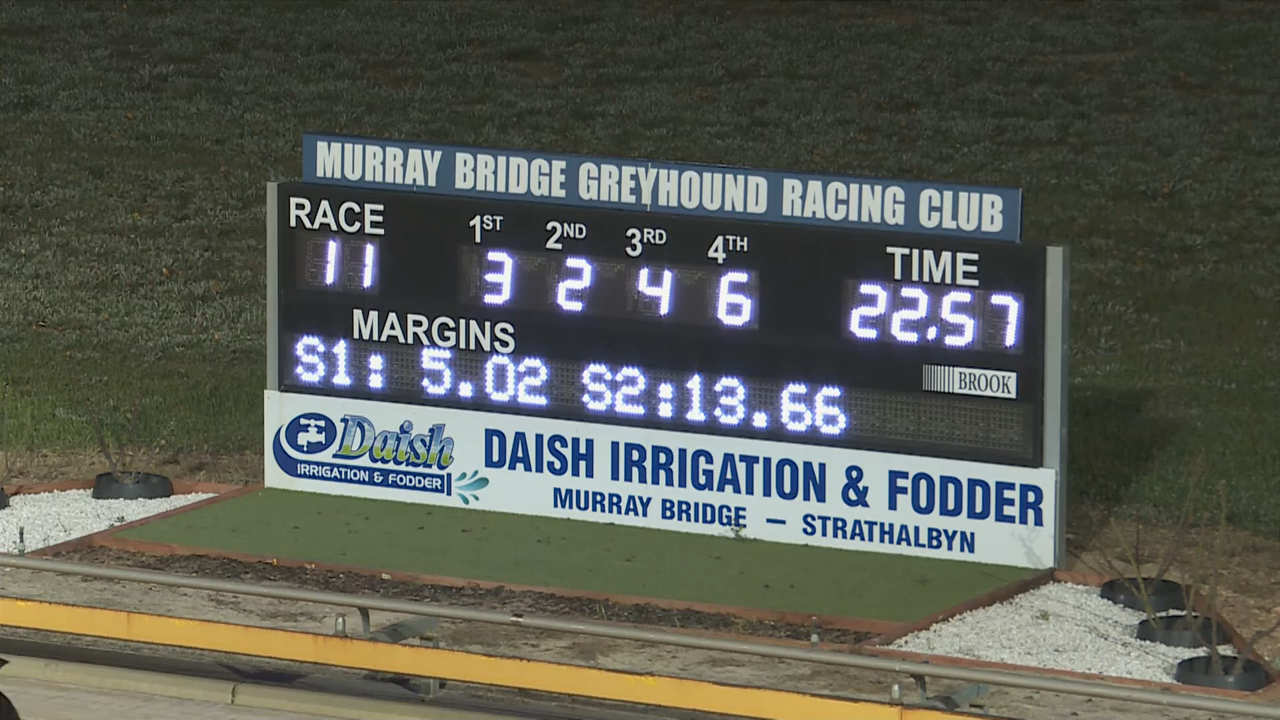 MURRAY BRIDGE GREYHOUND RACING CLUB
RACE 1ST 2ND 3RD 4TH TIME
11 3 2 4 6 22.57
MARGINS
S1: 5.02 S2:13.66
BROOK
Daish
IRRIGATION & FODDER
DAISH IRRIGATION & FODDER
MURRAY BRIDGE – STRATHALBYN